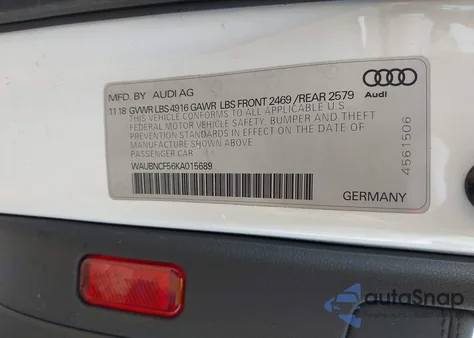 MFD. BY AUDI AG
11 18 GVWR LBS 4916 GAWR LBS FRONT 2469 /REAR 2579
THIS VEHICLE CONFORMS TO ALL APPLICABLE U.S.
FEDERAL MOTOR VEHICLE SAFETY, BUMPER, AND THEFT
PREVENTION STANDARDS IN EFFECT ON THE DATE OF
MANUFACTURE SHOWN ABOVE
PASSENGER CAR
WAUBNCF56KA015689
Audi
4561506
GERMANY
autoSnap